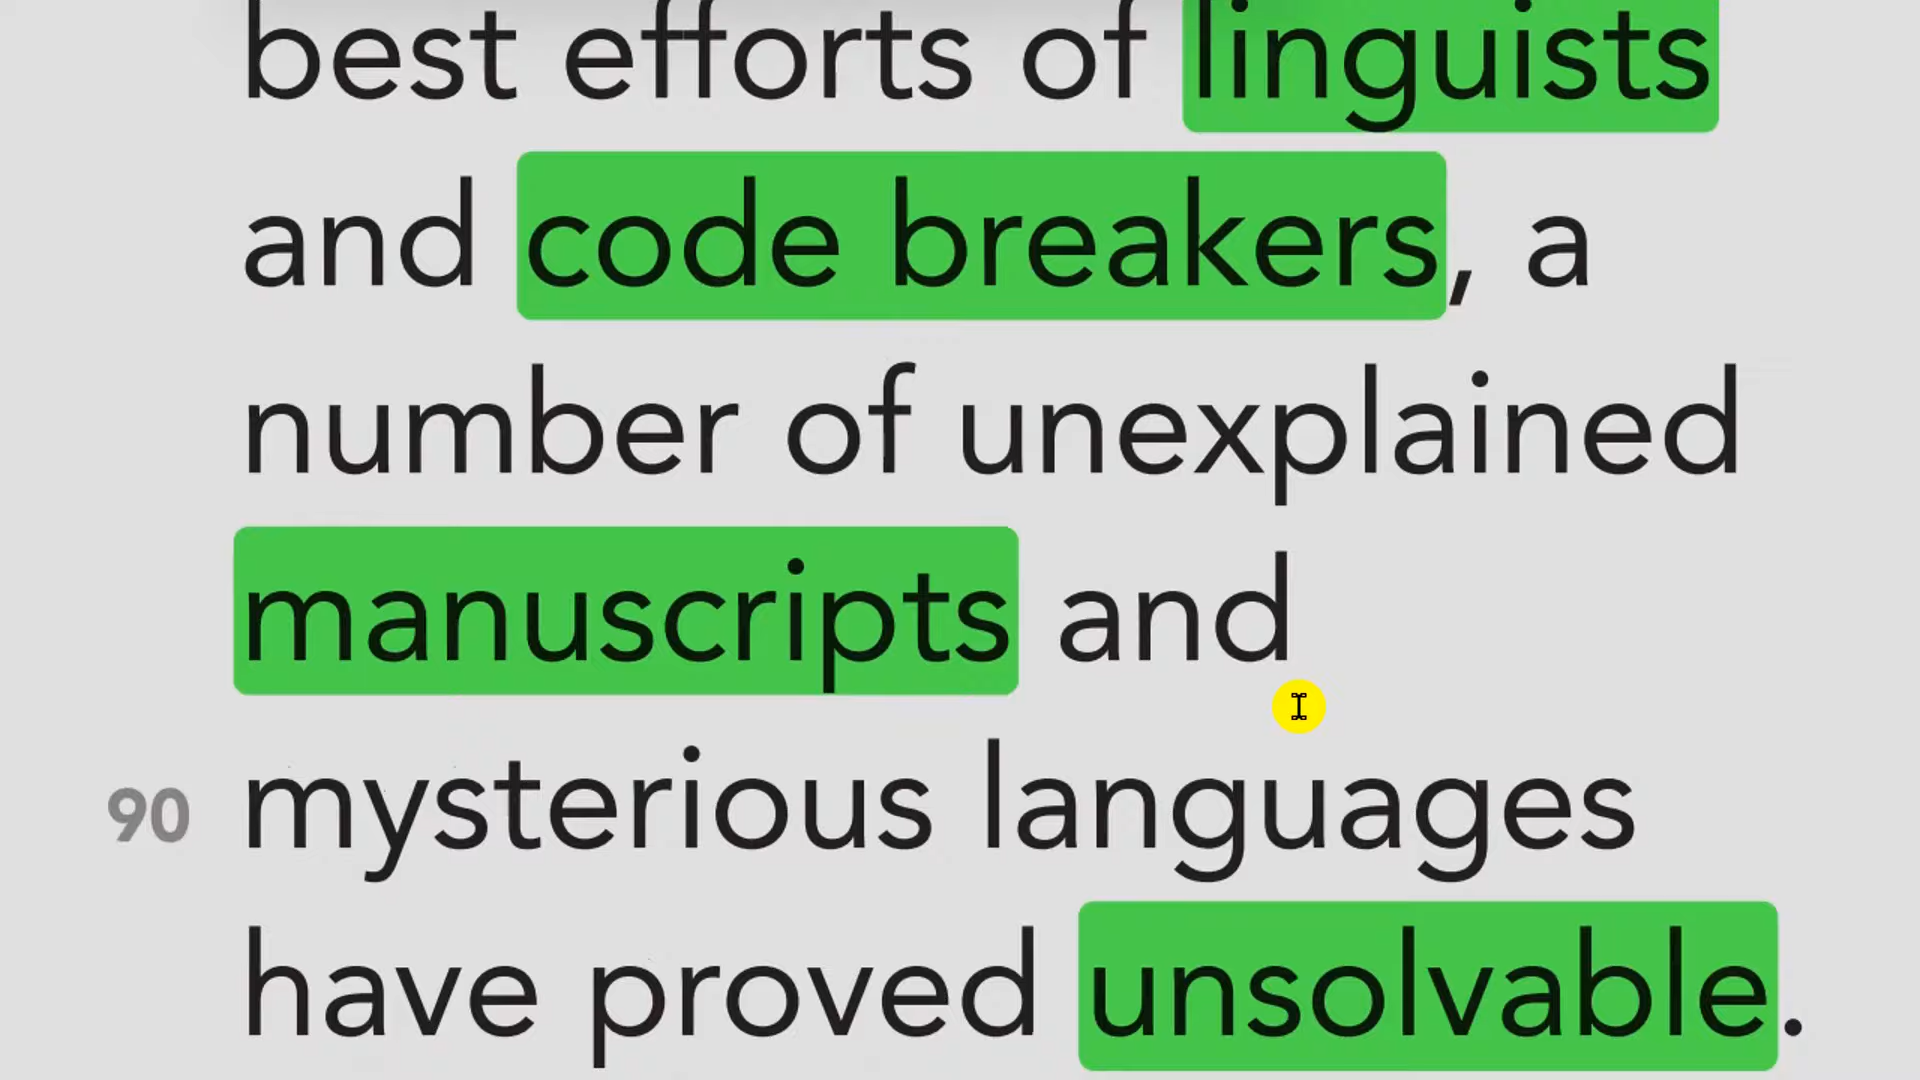 best efforts of linguists
and code breakers, a
number of unexplained
manuscripts and
90 mysterious languages
have proved unsolvable.